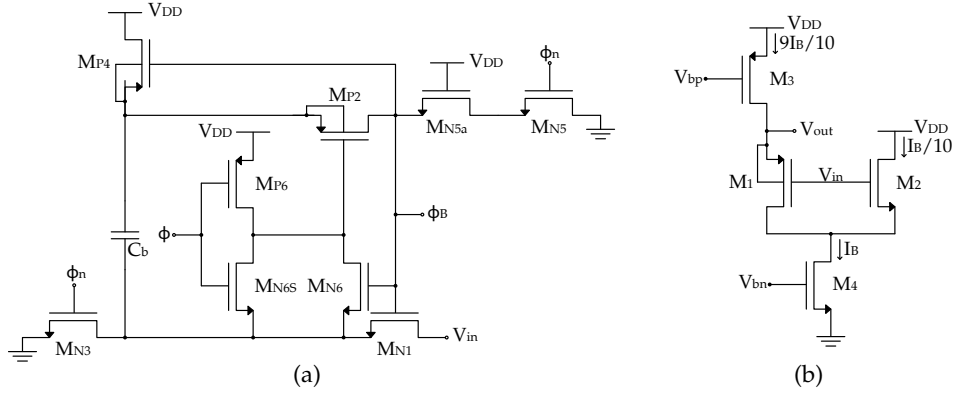 VDD
MP4
VDD
ϕn
MP2
VDD
MN5a
MN5
MP6
ϕB
ϕ
Cb
ϕn
MN6S
MN6
MN3
MN1
Vin
(a)
VDD
9IB/10
Vbp
M3
Vout
VDD
IB/10
M1
Vin
M2
IB
Vbn
M4
(b)